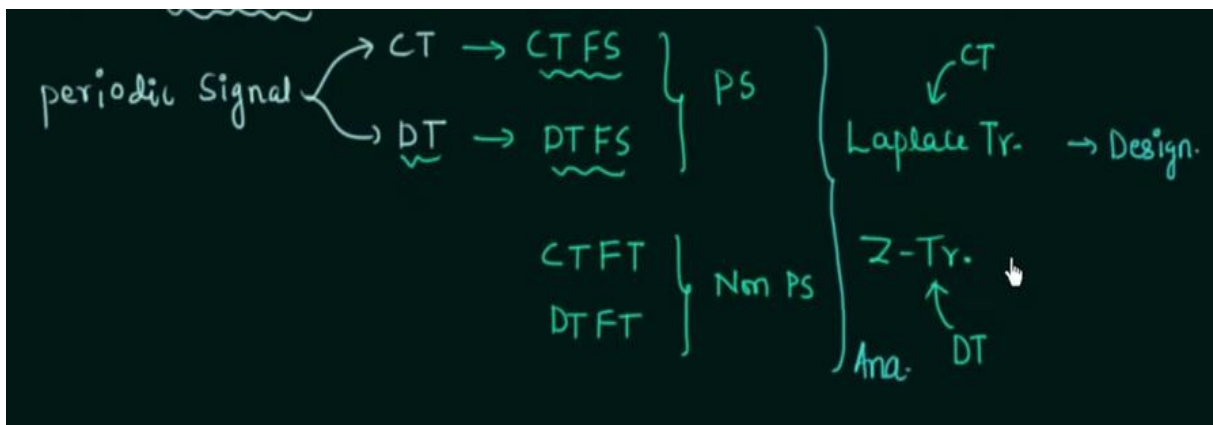 periodic Signal
CT → CTFS
DT → DTFS
PS
CTFT
DTFT
Non PS
Ana.
CT
Laplace Tr. → Design.
Z-Tr.
DT